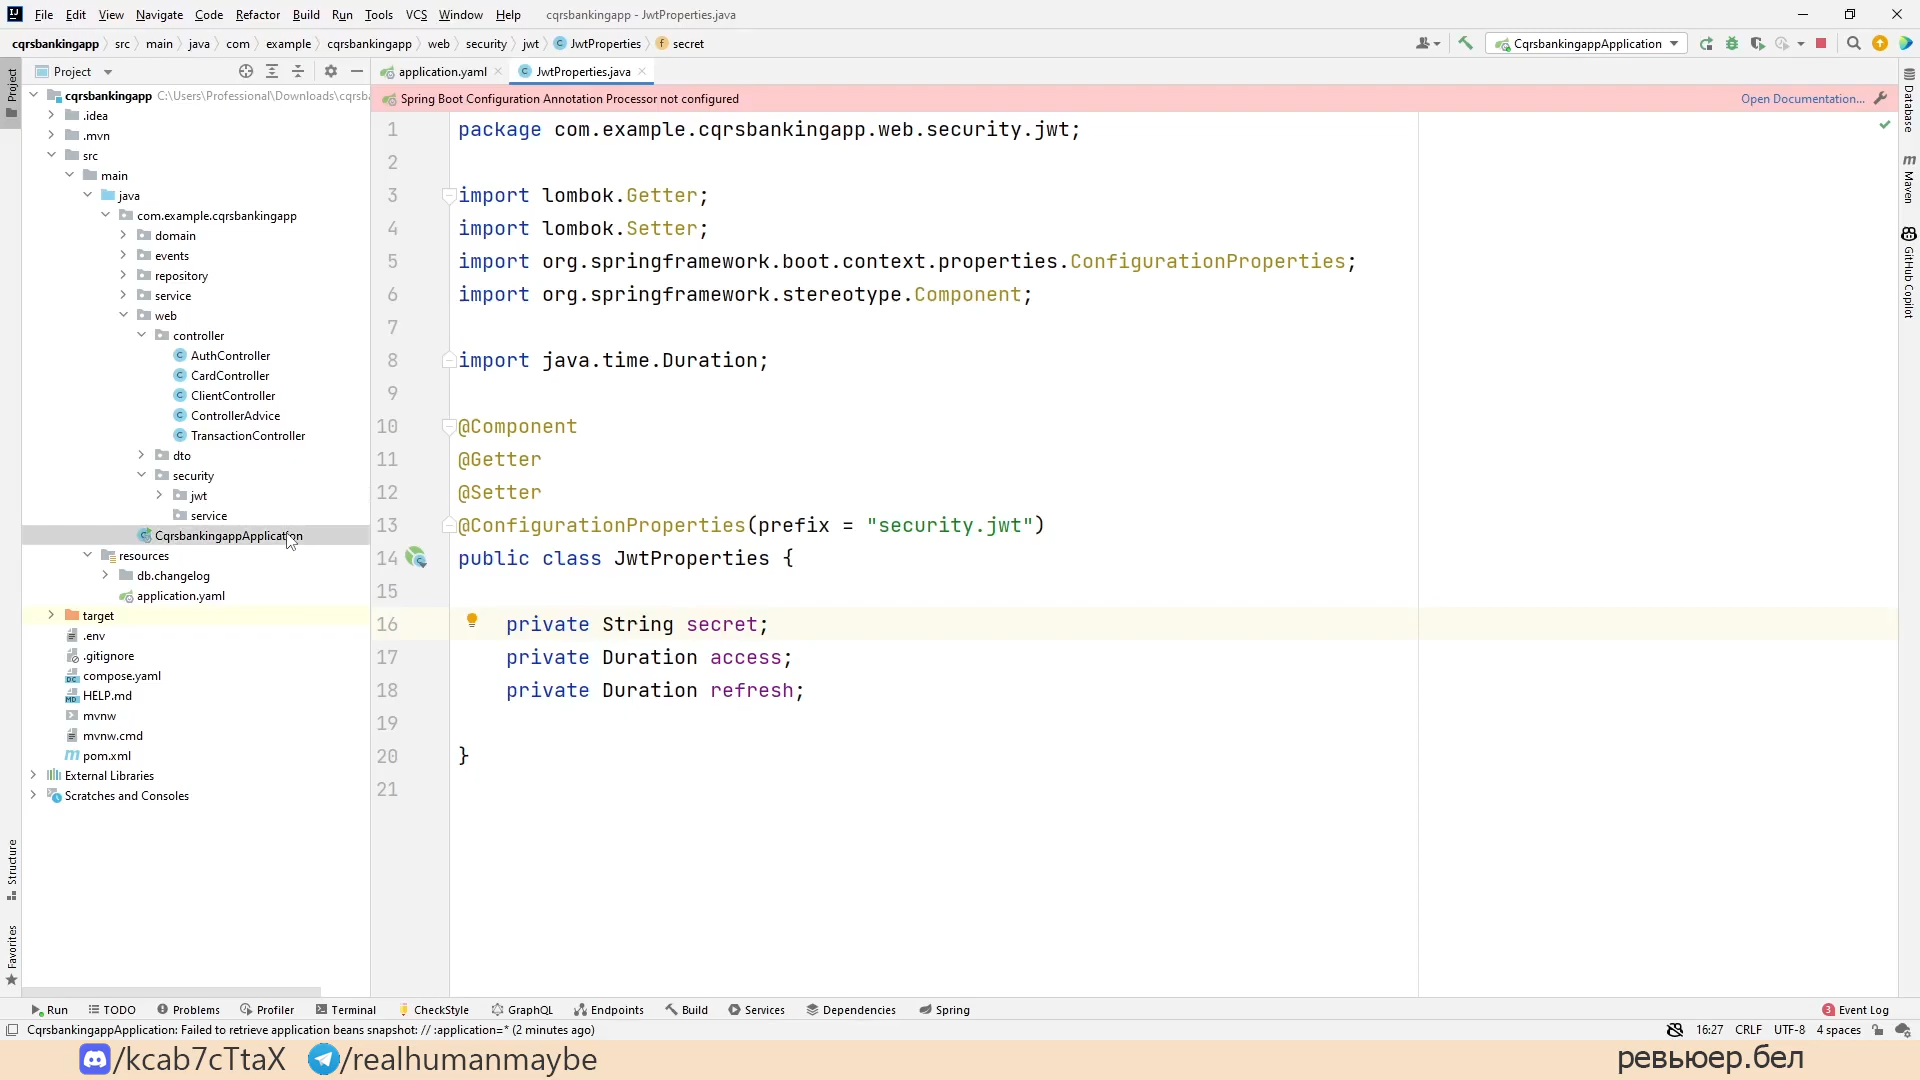 File Edit View Navigate Code Refactor Build Run Tools VCS Window Help cqrsbankingapp - JwtProperties.java
cqrsbankingapp src main java com example cqrsbankingapp web security jwt JwtProperties secret
CqrsbankingappApplication
Project
application.yaml
JwtProperties.java
cqrsbankingapp C:\Users\Professional\Downloads\cqrsb
.idea
.mvn
src
main
java
com.example.cqrsbankingapp
domain
events
repository
service
web
controller
AuthController
CardController
ClientController
ControllerAdvice
TransactionController
dto
security
jwt
service
CqrsbankingappApplication
resources
db.changelog
application.yaml
target
.env
.gitignore
compose.yaml
HELP.md
mvnw
mvnw.cmd
pom.xml
External Libraries
Scratches and Consoles
Project
Structure
Favorites
Spring Boot Configuration Annotation Processor not configured
Open Documentation...
1 package com.example.cqrsbankingapp.web.security.jwt;
2
3 import lombok.Getter;
4 import lombok.Setter;
5 import org.springframework.boot.context.properties.ConfigurationProperties;
6 import org.springframework.stereotype.Component;
7
8 import java.time.Duration;
9
10 @Component
11 @Getter
12 @Setter
13 @ConfigurationProperties(prefix = "security.jwt")
14 public class JwtProperties {
15
16 private String secret;
17 private Duration access;
18 private Duration refresh;
19
20 }
21
Database
Maven
GitHub Copilot
Run TODO Problems Profiler Terminal CheckStyle GraphQL Endpoints Build Services Dependencies Spring
3 Event Log
CqrsbankingappApplication: Failed to retrieve application beans snapshot: // :application=* (2 minutes ago)
16:27 CRLF UTF-8 4 spaces
/kcab7cTtaX /realhumanmaybe
ревьюер.бел